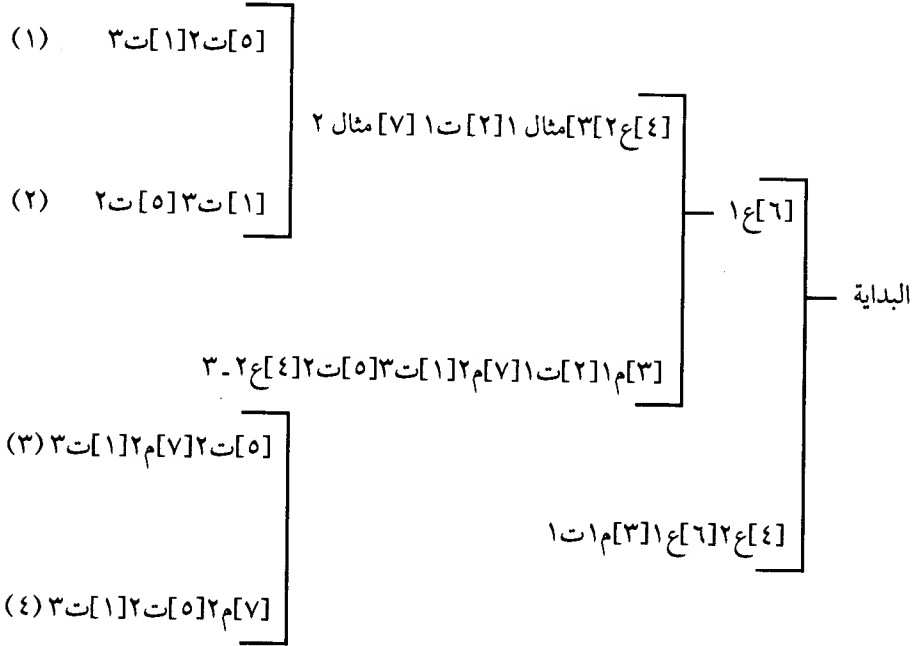 [٥]ت٢[١]ت٣ (١)
[٤]ع٢[٣]مثال ١[٢] ت١ [٧] مثال ٢
[١] ت٣ [٥] ت٢ (٢)
[٦]ع١
البداية
[٣]م١[٢]ت١[٧]م٢[١]ت٣[٥]ت٢[٤]ع٢-٣
[٥]ت٢[٧]م٢[١]ت٣ (٣)
[٤]ع٢[٦]ع١[٣]م١ت١
[٧]م٢[٥]ت٢[١]ت٣ (٤)